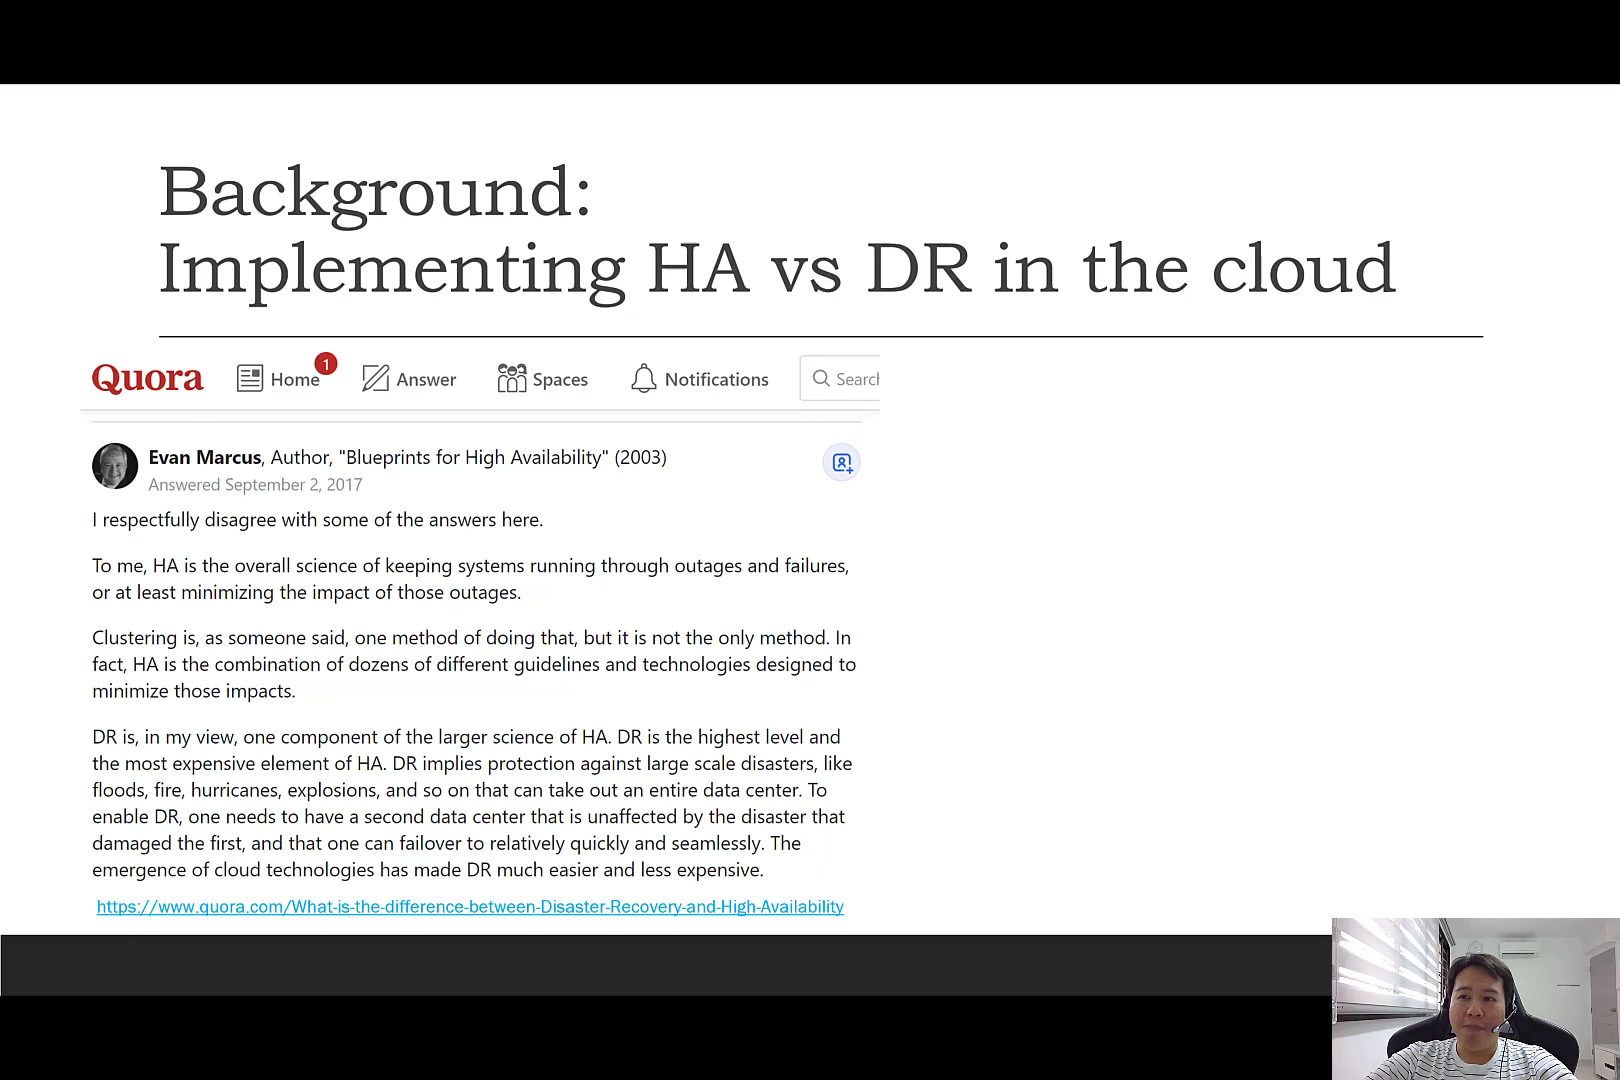 Background:
Implementing HA vs DR in the cloud
Quora
Home
1
Answer
Spaces
Notifications
Search
Evan Marcus, Author, "Blueprints for High Availability" (2003)
Answered September 2, 2017
I respectfully disagree with some of the answers here.
To me, HA is the overall science of keeping systems running through outages and failures,
or at least minimizing the impact of those outages.
Clustering is, as someone said, one method of doing that, but it is not the only method. In
fact, HA is the combination of dozens of different guidelines and technologies designed to
minimize those impacts.
DR is, in my view, one component of the larger science of HA. DR is the highest level and
the most expensive element of HA. DR implies protection against large scale disasters, like
floods, fire, hurricanes, explosions, and so on that can take out an entire data center. To
enable DR, one needs to have a second data center that is unaffected by the disaster that
damaged the first, and that one can failover to relatively quickly and seamlessly. The
emergence of cloud technologies has made DR much easier and less expensive.
https://www.quora.com/What-is-the-difference-between-Disaster-Recovery-and-High-Availability